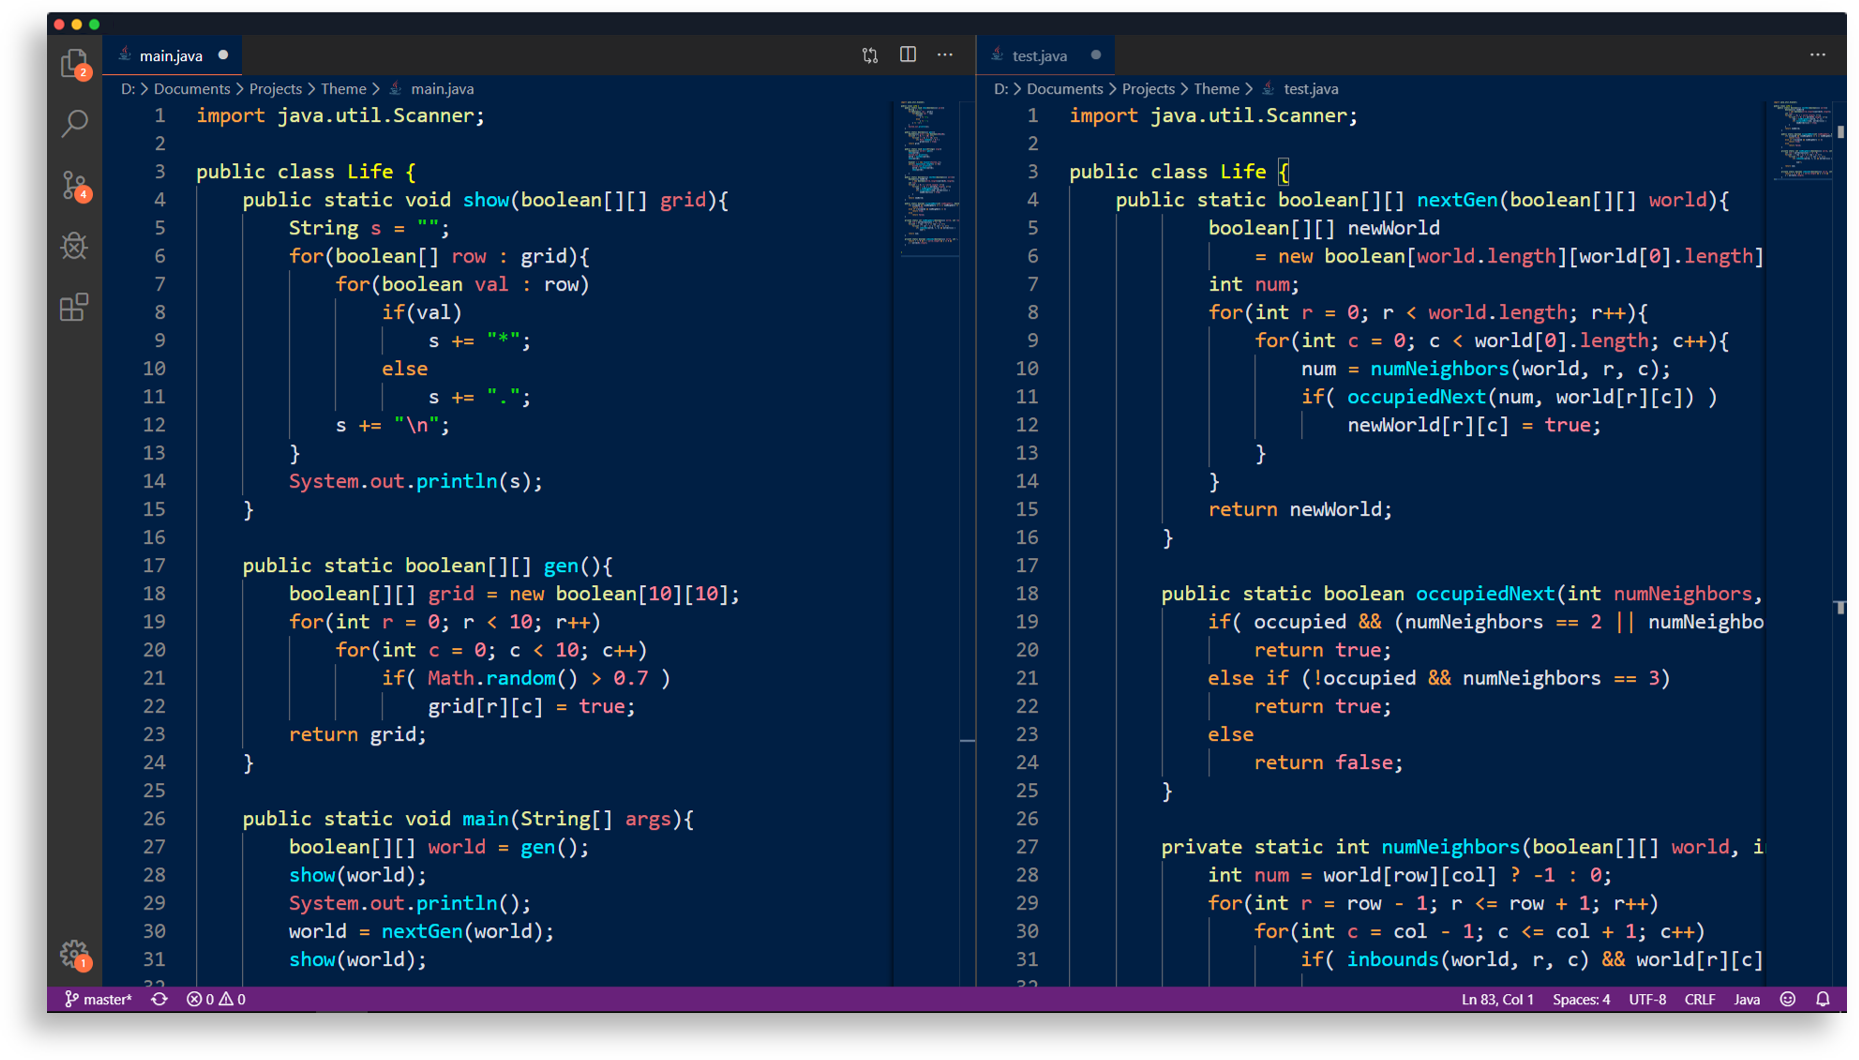 main.java
D: > Documents > Projects > Theme > main.java
1 import java.util.Scanner;
2
3 public class Life {
4 public static void show(boolean[][] grid){
5 String s = "";
6 for(boolean[] row : grid){
7 for(boolean val : row)
8 if(val)
9 s += "*";
10 else
11 s += ".";
12 s += "\n";
13 }
14 System.out.println(s);
15 }
16
17 public static boolean[][] gen(){
18 boolean[][] grid = new boolean[10][10];
19 for(int r = 0; r < 10; r++)
20 for(int c = 0; c < 10; c++)
21 if( Math.random() > 0.7 )
22 grid[r][c] = true;
23 return grid;
24 }
25
26 public static void main(String[] args){
27 boolean[][] world = gen();
28 show(world);
29 System.out.println();
30 world = nextGen(world);
31 show(world);
test.java
D: > Documents > Projects > Theme > test.java
1 import java.util.Scanner;
2
3 public class Life {
4 public static boolean[][] nextGen(boolean[][] world){
5 boolean[][] newWorld
6 = new boolean[world.length][world[0].length]
7 int num;
8 for(int r = 0; r < world.length; r++){
9 for(int c = 0; c < world[0].length; c++){
10 num = numNeighbors(world, r, c);
11 if( occupiedNext(num, world[r][c]) )
12 newWorld[r][c] = true;
13 }
14 }
15 return newWorld;
16 }
17
18 public static boolean occupiedNext(int numNeighbors,
19 if( occupied && (numNeighbors == 2 || numNeighbo
20 return true;
21 else if (!occupied && numNeighbors == 3)
22 return true;
23 else
24 return false;
25 }
26
27 private static int numNeighbors(boolean[][] world, i
28 int num = world[row][col] ? -1 : 0;
29 for(int r = row - 1; r <= row + 1; r++)
30 for(int c = col - 1; c <= col + 1; c++)
31 if( inbounds(world, r, c) && world[r][c]
2
4
1
master* 0 0
Ln 83, Col 1 Spaces: 4 UTF-8 CRLF Java